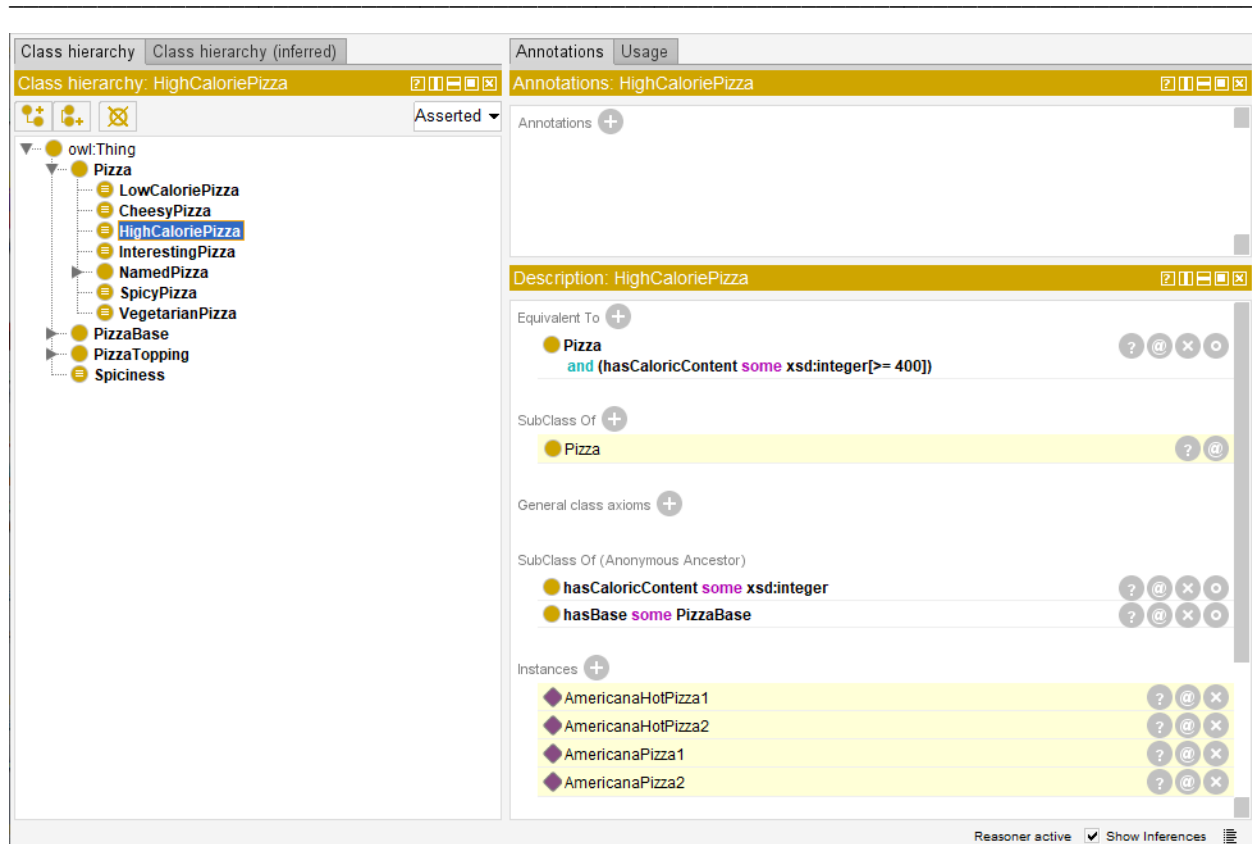 Class hierarchy Class hierarchy (inferred)
Class hierarchy: HighCaloriePizza
Asserted
owl:Thing
Pizza
LowCaloriePizza
CheesyPizza
HighCaloriePizza
InterestingPizza
NamedPizza
SpicyPizza
VegetarianPizza
PizzaBase
PizzaTopping
Spiciness
Annotations Usage
Annotations: HighCaloriePizza
Annotations
Description: HighCaloriePizza
Equivalent To
Pizza
and (hasCaloricContent some xsd:integer[>= 400])
SubClass Of
Pizza
General class axioms
SubClass Of (Anonymous Ancestor)
hasCaloricContent some xsd:integer
hasBase some PizzaBase
Instances
AmericanaHotPizza1
AmericanaHotPizza2
AmericanaPizza1
AmericanaPizza2
Reasoner active Show Inferences